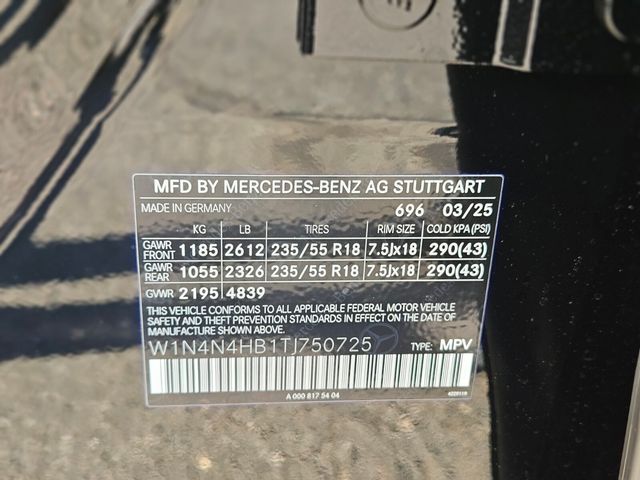 MFD BY MERCEDES-BENZ AG STUTTGART
MADE IN GERMANY 696 03/25
KG LB TIRES RIM SIZE COLD KPA (PSI)
GAWR FRONT 1185 2612 235/55 R18 7.5Jx18 290(43)
GAWR REAR 1055 2326 235/55 R18 7.5Jx18 290(43)
GVWR 2195 4839
THIS VEHICLE CONFORMS TO ALL APPLICABLE FEDERAL MOTOR VEHICLE
SAFETY AND THEFT PREVENTION STANDARDS IN EFFECT ON THE DATE
OF MANUFACTURE SHOWN ABOVE.
W1N4N4HB1TJ750725 TYPE: MPV
A 000 817 54 04